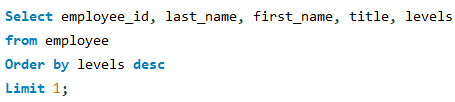 Select employee_id, last_name, first_name, title, levels
from employee
Order by levels desc
Limit 1;